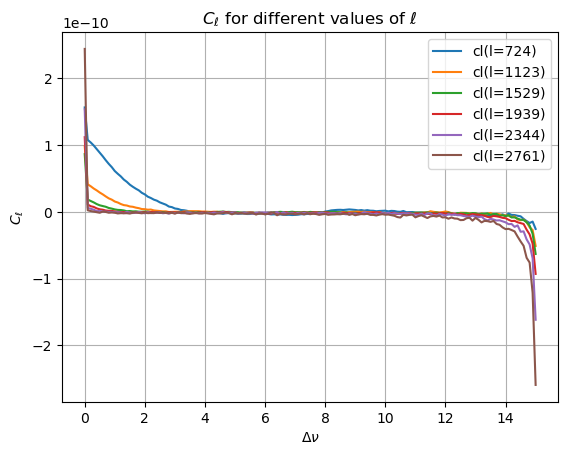 C_ℓ for different values of ℓ
1e−10
cl(l=724)
cl(l=1123)
cl(l=1529)
cl(l=1939)
cl(l=2344)
cl(l=2761)
2
1
0
−1
−2
C_ℓ
0 2 4 6 8 10 12 14
Δν